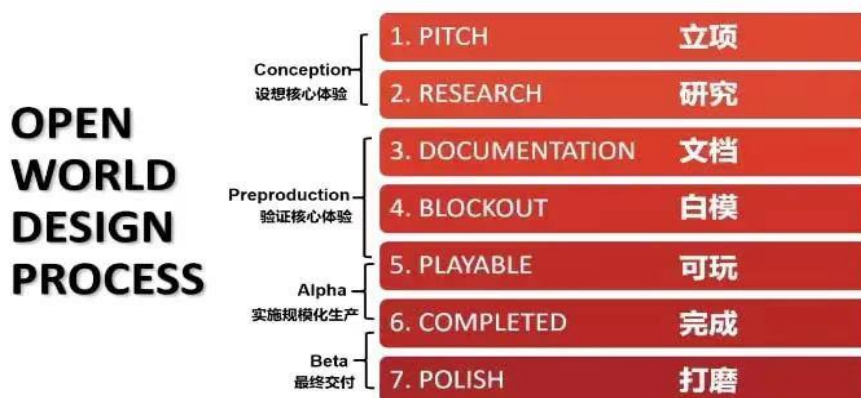 OPEN
WORLD
DESIGN
PROCESS
Conception
设想核心体验
1. PITCH 立项
2. RESEARCH 研究
Preproduction
验证核心体验
3. DOCUMENTATION 文档
4. BLOCKOUT 白模
5. PLAYABLE 可玩
Alpha
实施规模化生产
6. COMPLETED 完成
Beta
最终交付
7. POLISH 打磨